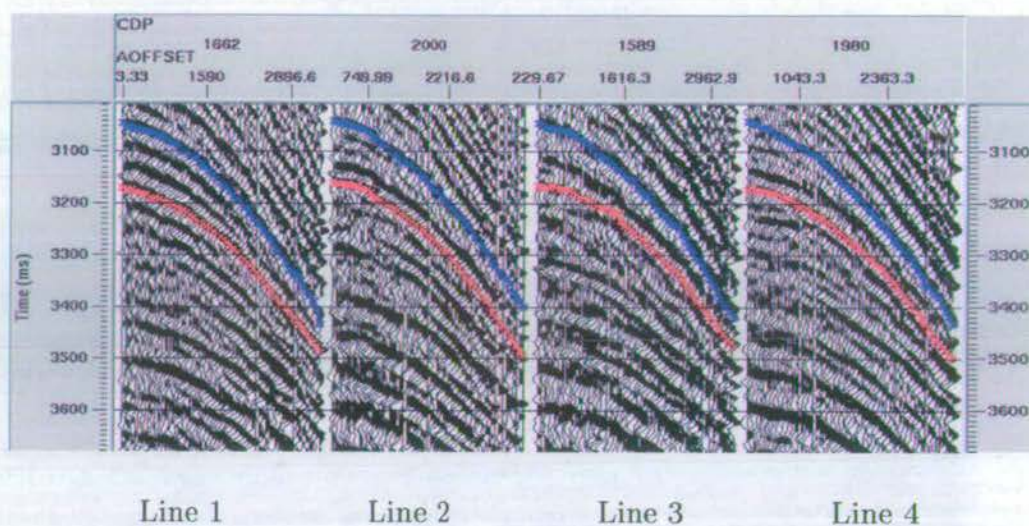 CDP
1662 2000 1589 1980
AOFFSET
3.33 1590 2886.6 749.99 2216.6 229.67 1616.3 2962.9 1043.3 2363.3
Time (ms)
3100 3100
3200 3200
3300 3300
3400 3400
3500 3500
3600 3600
Line 1 Line 2 Line 3 Line 4